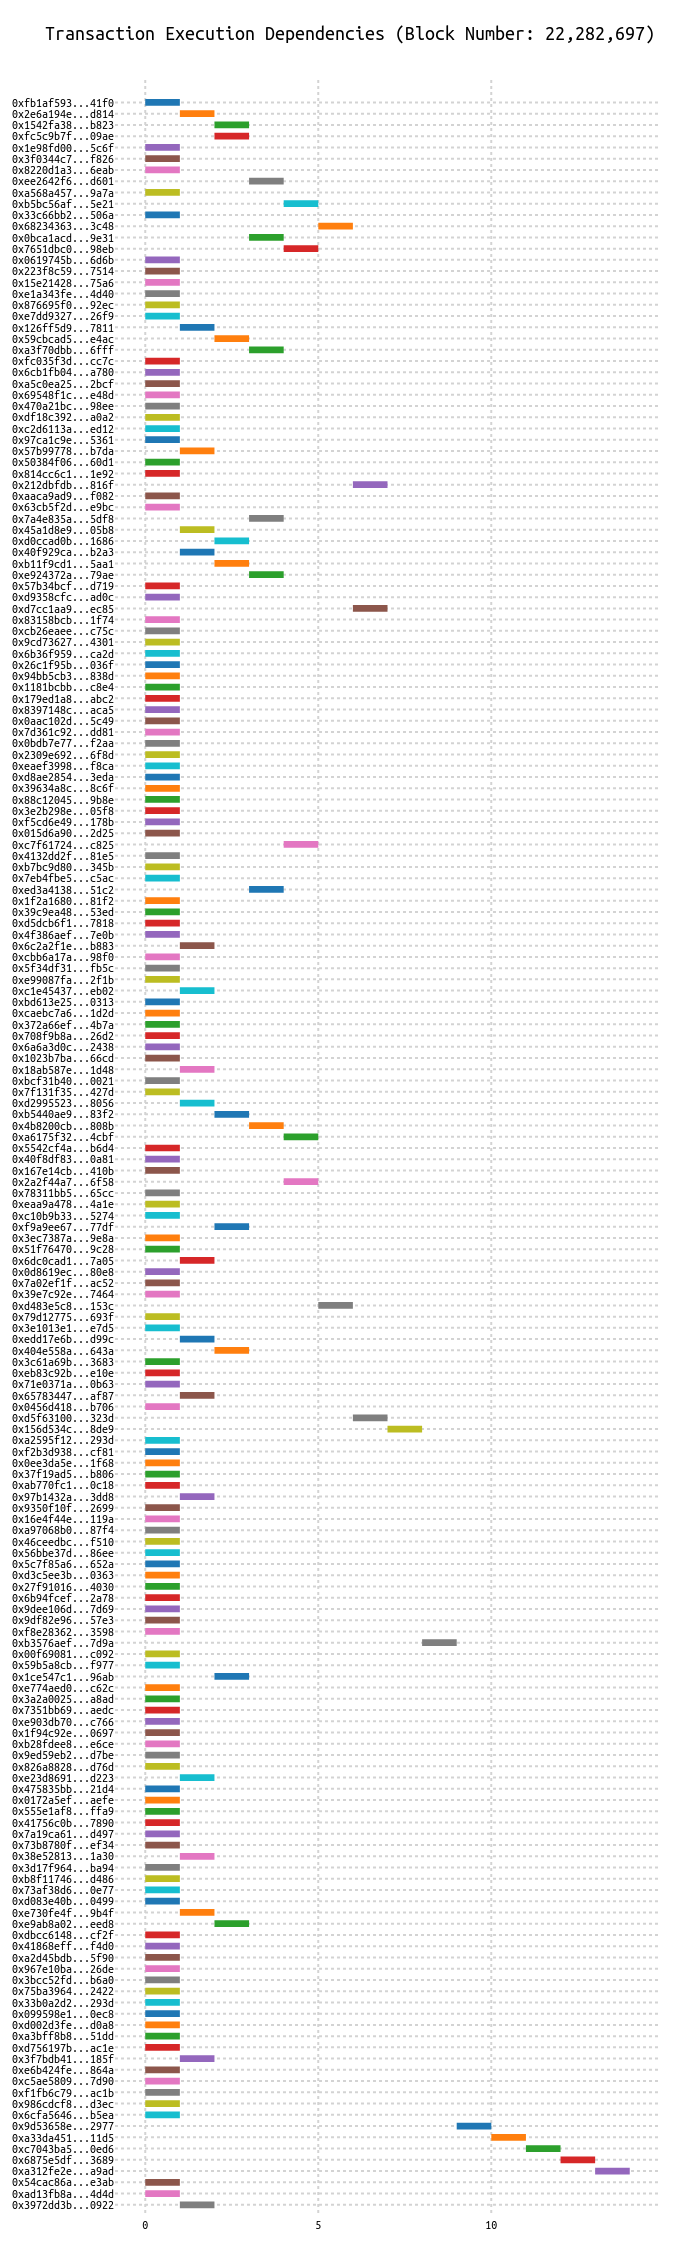 Transaction Execution Dependencies (Block Number: 22,282,697)
0xfb1af593...41f0
0x2e6a194e...d814
0x1542fa38...b823
0xfc5c9b7f...09ae
0x1e98fd00...5c6f
0x3f0344c7...f826
0x8220d1a3...6eab
0xee2642f6...d601
0xa568a457...9a7a
0xb5bc56af...5e21
0x33c66bb2...506a
0x68234363...3c48
0x0bca1acd...9e31
0x7651dbc0...98eb
0x0619745b...6d6b
0x223f8c59...7514
0x15e21428...75a6
0xe1a343fe...4d40
0x876695f0...92ec
0xe7dd9327...26f9
0x126ff5d9...7811
0x59cbcad5...e4ac
0xa3f70dbb...6fff
0xfc035f3d...cc7c
0x6cb1fb04...a780
0xa5c0ea25...2bcf
0x69548f1c...e48d
0x470a21bc...98ee
0xdf18c392...a0a2
0xc2d6113a...ed12
0x97ca1c9e...5361
0x57b99778...b7da
0x50384f06...60d1
0x814cc6c1...1e92
0x212dbfdb...816f
0xaaca9ad9...f082
0x63cb5f2d...e9bc
0x7a4e835a...5df8
0x45a1d8e9...05b8
0xd0ccad0b...1686
0x40f929ca...b2a3
0xb11f9cd1...5aa1
0xe924372a...79ae
0x57b34bcf...d719
0xd9358cfc...ad0c
0xd7cc1aa9...ec85
0x83158bcb...1f74
0xcb26eaee...c75c
0x9cd73627...4301
0x6b36f959...ca2d
0x26c1f95b...036f
0x94bb5cb3...838d
0x1181bcbb...c8e4
0x179ed1a8...abc2
0x8397148c...aca5
0x0aac102d...5c49
0x7d361c92...dd81
0x0bdb7e77...f2aa
0x2309e692...6f8d
0xeaef3998...f8ca
0xd8ae2854...3eda
0x39634a8c...8c6f
0x88c12045...9b8e
0x3e2b298e...05f8
0xf5cd6e49...178b
0x015d6a90...2d25
0xc7f61724...c825
0x4132dd2f...81e5
0xb7bc9d80...345b
0x7eb4fbe5...c5ac
0xed3a4138...51c2
0x1f2a1680...81f2
0x39c9ea48...53ed
0xd5dcb6f1...7818
0x4f386aef...7e0b
0x6c2a2f1e...b883
0xcbb6a17a...98f0
0x5f34df31...fb5c
0xe99087fa...2f1b
0xc1e45437...eb02
0xbd613e25...0313
0xcaebc7a6...1d2d
0x372a66ef...4b7a
0x708f9b8a...26d2
0x6a6a3d0c...2438
0x1023b7ba...66cd
0x18ab587e...1d48
0xbcf31b40...0021
0x7f131f35...427d
0xd2995523...8056
0xb5440ae9...83f2
0x4b8200cb...808b
0xa6175f32...4cbf
0x5542cf4a...b6d4
0x40f8df83...0a81
0x167e14cb...410b
0x2a2f44a7...6f58
0x78311bb5...65cc
0xeaa9a478...4a1e
0xc10b9b33...5274
0xf9a9ee67...77df
0x3ec7387a...9e8a
0x51f76470...9c28
0x6dc0cad1...7a05
0x0d8619ec...80e8
0x7a02ef1f...ac52
0x39e7c92e...7464
0xd483e5c8...153c
0x79d12775...693f
0x3e1013e1...e7d5
0xedd17e6b...d99c
0x404e558a...643a
0x3c61a69b...3683
0xeb83c92b...e10e
0x71e0371a...0b63
0x65783447...af87
0x0456d418...b706
0xd5f63100...323d
0x156d534c...8de9
0xa2595f12...293d
0xf2b3d938...cf81
0x0ee3da5e...1f68
0x37f19ad5...b806
0xab770fc1...0c18
0x97b1432a...3dd8
0x9350f10f...2699
0x16e4f44e...119a
0xa97068b0...87f4
0x46ceedbc...f510
0x56bbe37d...86ee
0x5c7f85a6...652a
0xd3c5ee3b...0363
0x27f91016...4030
0x6b94fcef...2a78
0x9dee106d...7d69
0x9df82e96...57e3
0xf8e28362...3598
0xb3576aef...7d9a
0x00f69081...c092
0x59b5a8cb...f977
0x1ce547c1...96ab
0xe774aed0...c62c
0x3a2a0025...a8ad
0x7351bb69...aedc
0xe903db70...c766
0x1f94c92e...0697
0xb28fdee8...e6ce
0x9ed59eb2...d7be
0x826a8828...d76d
0xe23d8691...d223
0x475835bb...21d4
0x0172a5ef...aefe
0x555e1af8...ffa9
0x41756c0b...7890
0x7a19ca61...d497
0x73b8780f...ef34
0x38e52813...1a30
0x3d17f964...ba94
0xb8f11746...d486
0x73af38d6...0e77
0xd083e40b...0499
0xe730fe4f...9b4f
0xe9ab8a02...eed8
0xdbcc6148...cf2f
0x41868eff...f4d0
0xa2d45bdb...5f90
0x967e10ba...26de
0x3bcc52fd...b6a0
0x75ba3964...2422
0x33b0a2d2...293d
0x099598e1...0ec8
0xd002d3fe...d0a8
0xa3bff8b8...51dd
0xd756197b...ac1e
0x3f7bdb41...185f
0xe6b424fe...864a
0xc5ae5809...7d90
0xf1fb6c79...ac1b
0x986cdcf8...d3ec
0x6cfa5646...b5ea
0x9d53658e...2977
0xa33da451...11d5
0xc7043ba5...0ed6
0x6875e5df...3689
0xa312fe2e...a9ad
0x54cac86a...e3ab
0xad13fb8a...4d4d
0x3972dd3b...0922
0 5 10